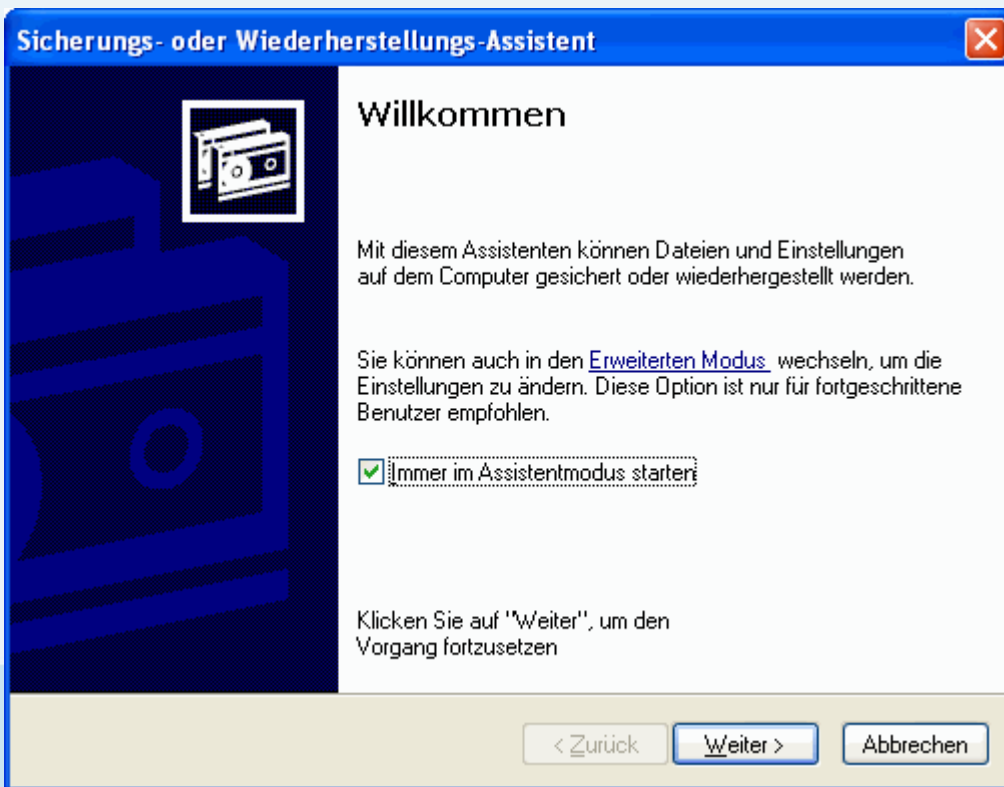 Sicherungs- oder Wiederherstellungs-Assistent
Willkommen
Mit diesem Assistenten können Dateien und Einstellungen
auf dem Computer gesichert oder wiederhergestellt werden.
Sie können auch in den Erweiterten Modus wechseln, um die
Einstellungen zu ändern. Diese Option ist nur für fortgeschrittene
Benutzer empfohlen.
Immer im Assistentmodus starten
Klicken Sie auf "Weiter", um den
Vorgang fortzusetzen
< Zurück Weiter > Abbrechen